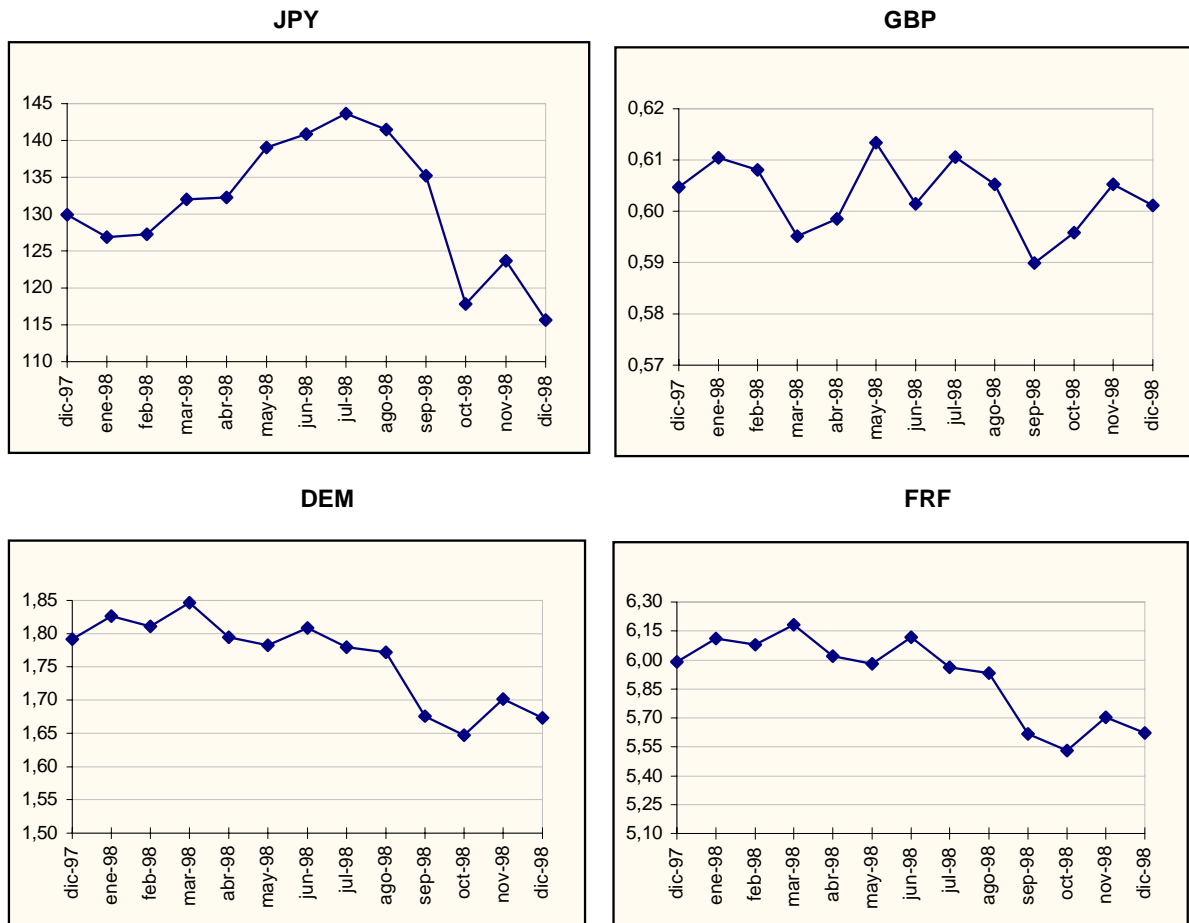 JPY
145
140
135
130
125
120
115
110
dic-97
ene-98
feb-98
mar-98
abr-98
may-98
jun-98
jul-98
ago-98
sep-98
oct-98
nov-98
dic-98
GBP
0,62
0,61
0,60
0,59
0,58
0,57
dic-97
ene-98
feb-98
mar-98
abr-98
may-98
jun-98
jul-98
ago-98
sep-98
oct-98
nov-98
dic-98
DEM
1,85
1,80
1,75
1,70
1,65
1,60
1,55
1,50
dic-97
ene-98
feb-98
mar-98
abr-98
may-98
jun-98
jul-98
ago-98
sep-98
oct-98
nov-98
dic-98
FRF
6,30
6,15
6,00
5,85
5,70
5,55
5,40
5,25
5,10
dic-97
ene-98
feb-98
mar-98
abr-98
may-98
jun-98
jul-98
ago-98
sep-98
oct-98
nov-98
dic-98